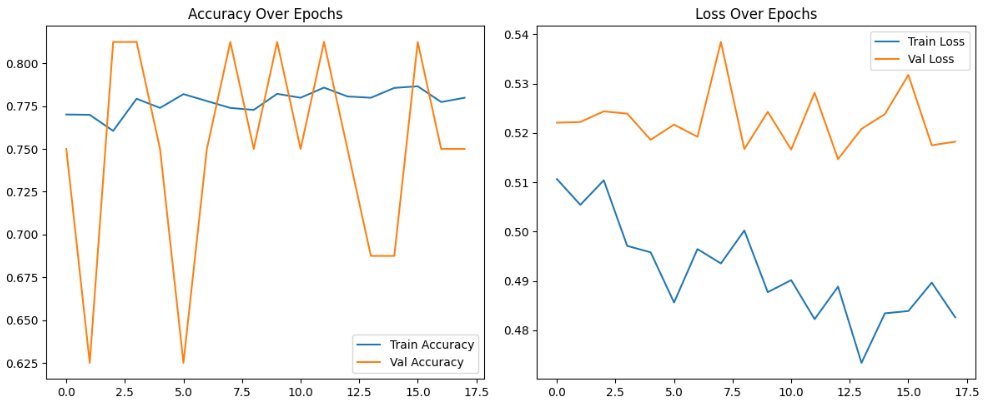 Accuracy Over Epochs
0.800
0.775
0.750
0.725
0.700
0.675
0.650
0.625
Train Accuracy
Val Accuracy
0.0 2.5 5.0 7.5 10.0 12.5 15.0 17.5
Loss Over Epochs
0.54
0.53
0.52
0.51
0.50
0.49
0.48
Train Loss
Val Loss
0.0 2.5 5.0 7.5 10.0 12.5 15.0 17.5